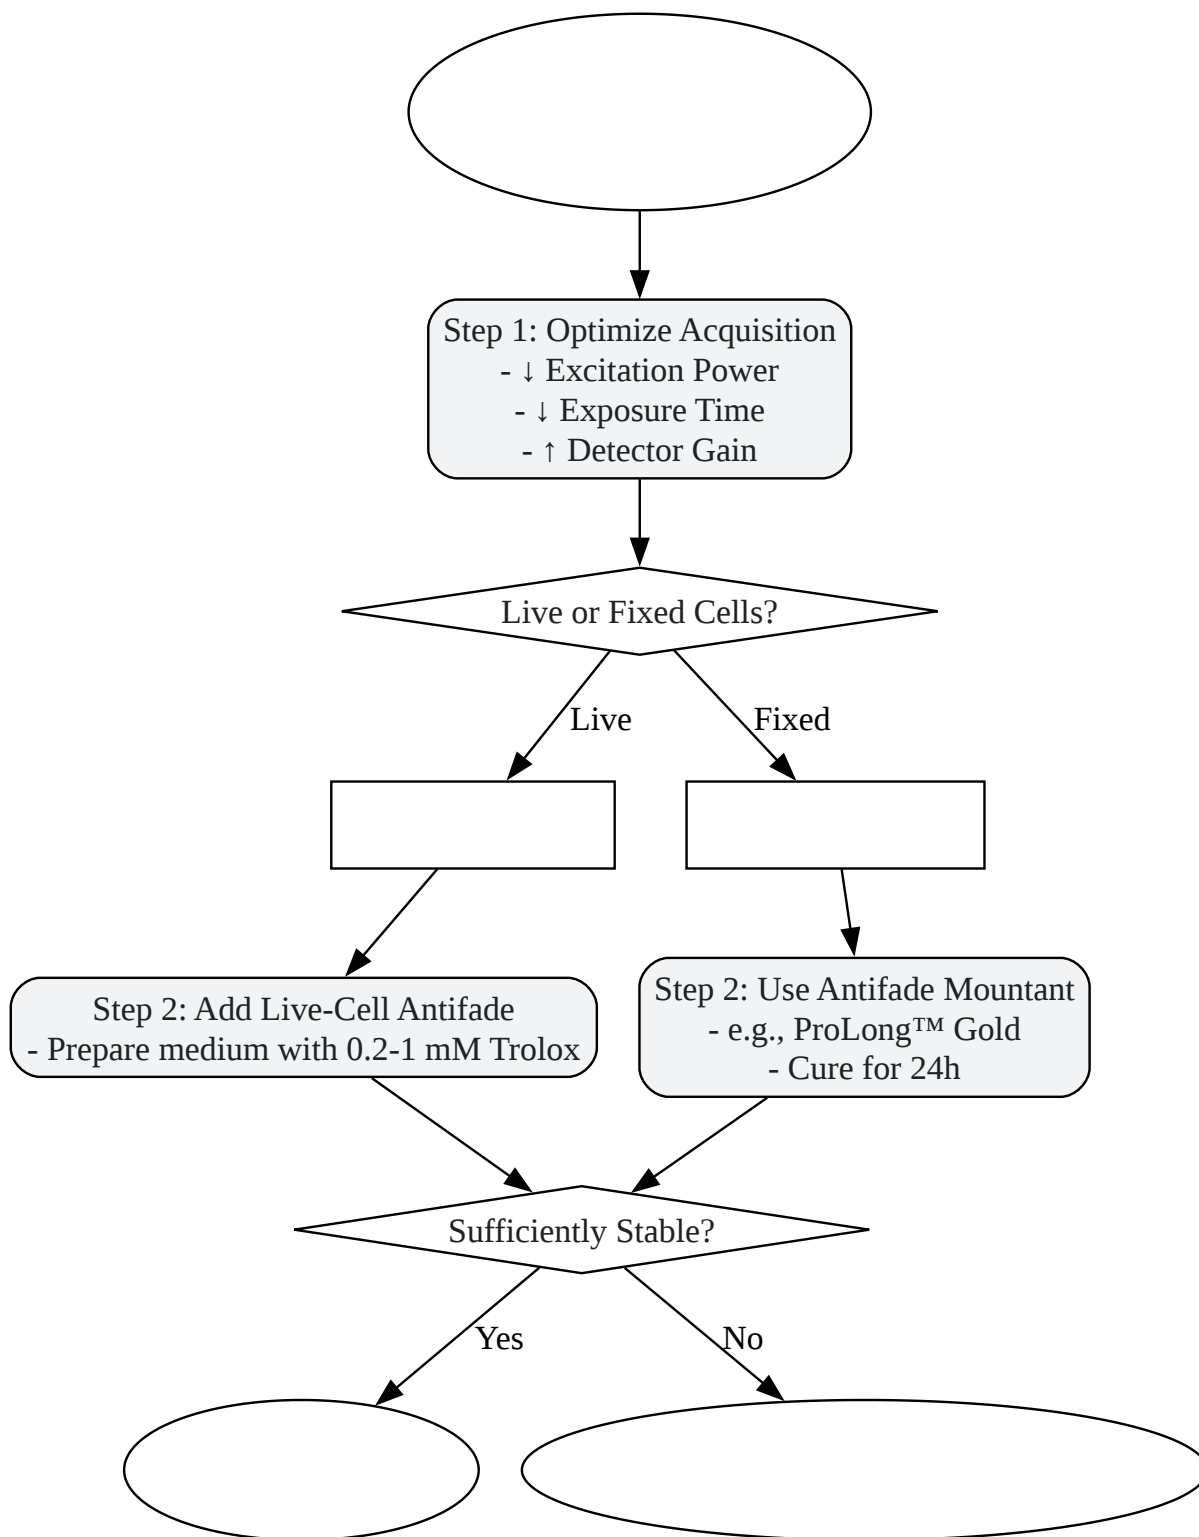 Step 1: Optimize Acquisition
- ↓ Excitation Power
- ↓ Exposure Time
- ↑ Detector Gain
Live or Fixed Cells?
Live
Fixed
Step 2: Add Live-Cell Antifade
- Prepare medium with 0.2-1 mM Trolox
Step 2: Use Antifade Mountant
- e.g., ProLong™ Gold
- Cure for 24h
Sufficiently Stable?
Yes
No